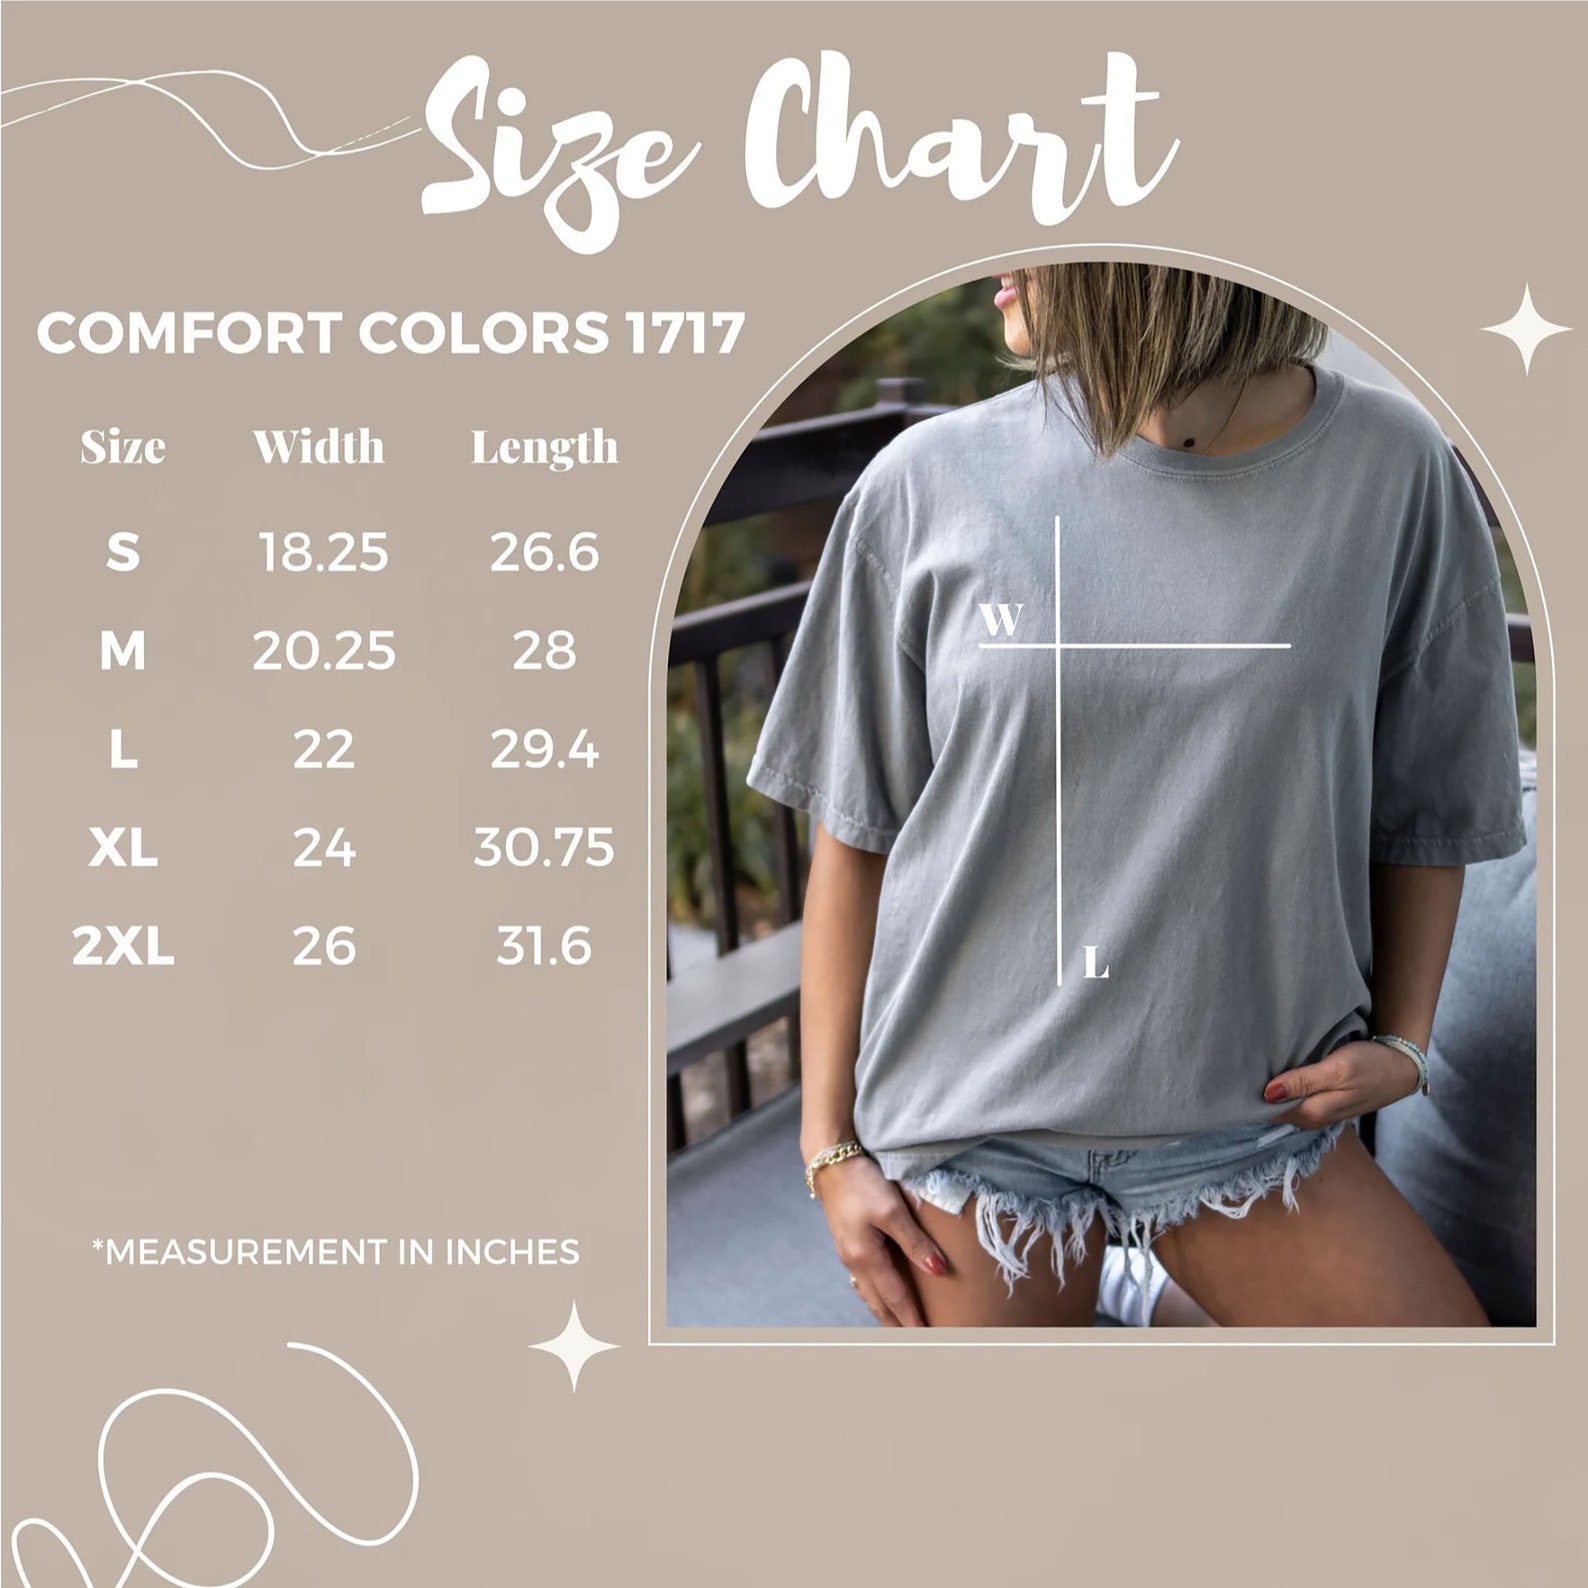 Size Chart
COMFORT COLORS 1717
Size Width Length
S 18.25 26.6
M 20.25 28
L 22 29.4
XL 24 30.75
2XL 26 31.6
*MEASUREMENT IN INCHES
W
L